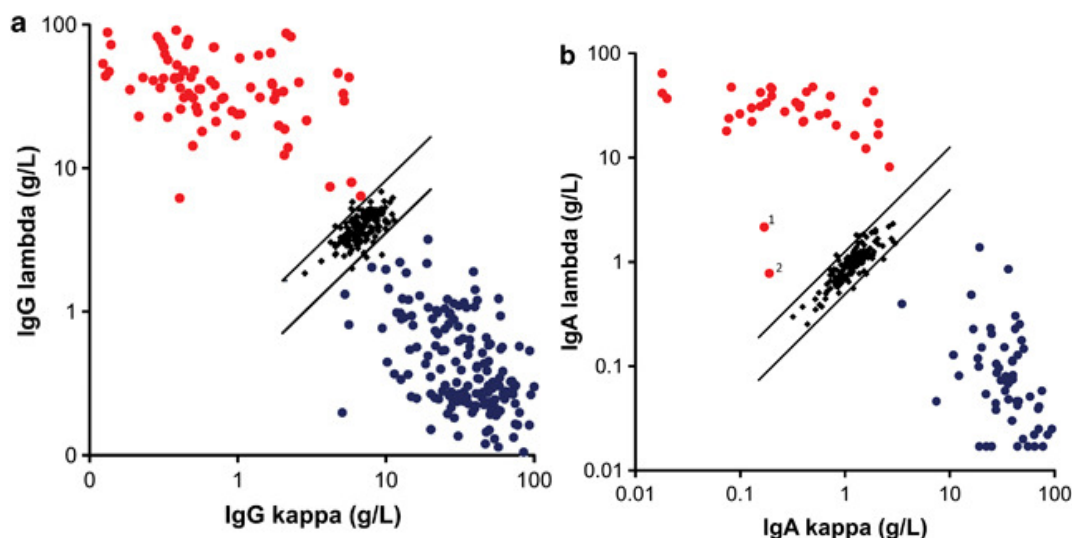 a
100
10
1
0
IgG lambda (g/L)
0 1 10 100
IgG kappa (g/L)
b
100
10
1
0.1
0.01
IgA lambda (g/L)
1
2
0.01 0.1 1 10 100
IgA kappa (g/L)